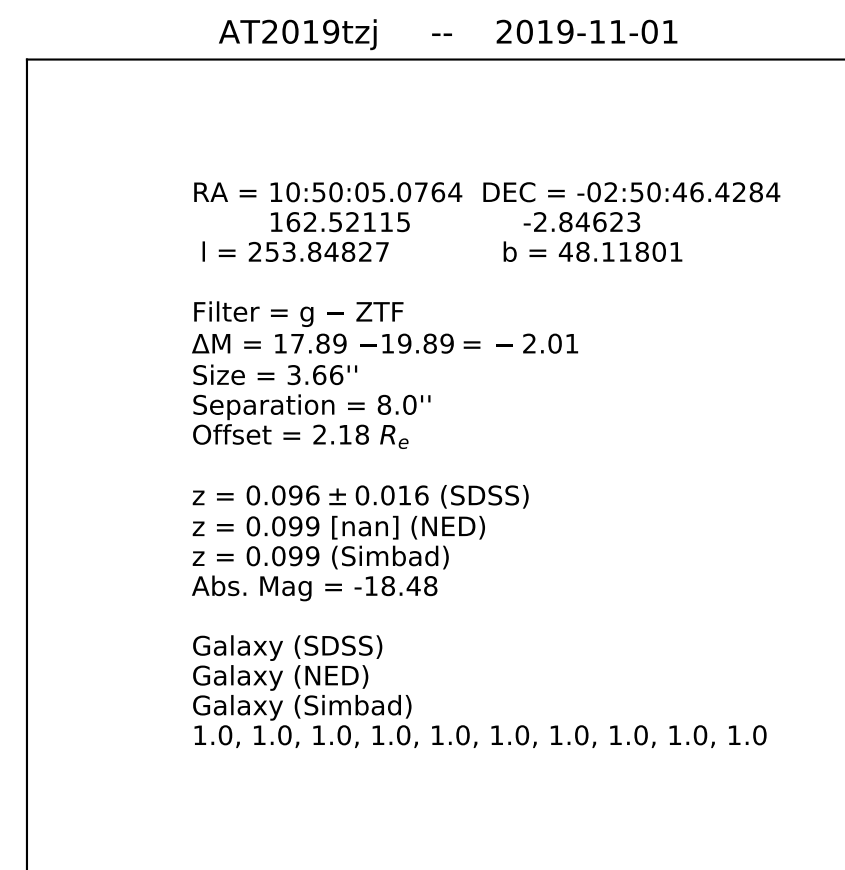 AT2019tzj -- 2019-11-01
RA = 10:50:05.0764 DEC = -02:50:46.4284
162.52115 -2.84623
l = 253.84827 b = 48.11801
Filter = g − ZTF
ΔM = 17.89 −19.89 = − 2.01
Size = 3.66''
Separation = 8.0''
Offset = 2.18 Rₑ
z = 0.096 ± 0.016 (SDSS)
z = 0.099 [nan] (NED)
z = 0.099 (Simbad)
Abs. Mag = -18.48
Galaxy (SDSS)
Galaxy (NED)
Galaxy (Simbad)
1.0, 1.0, 1.0, 1.0, 1.0, 1.0, 1.0, 1.0, 1.0, 1.0